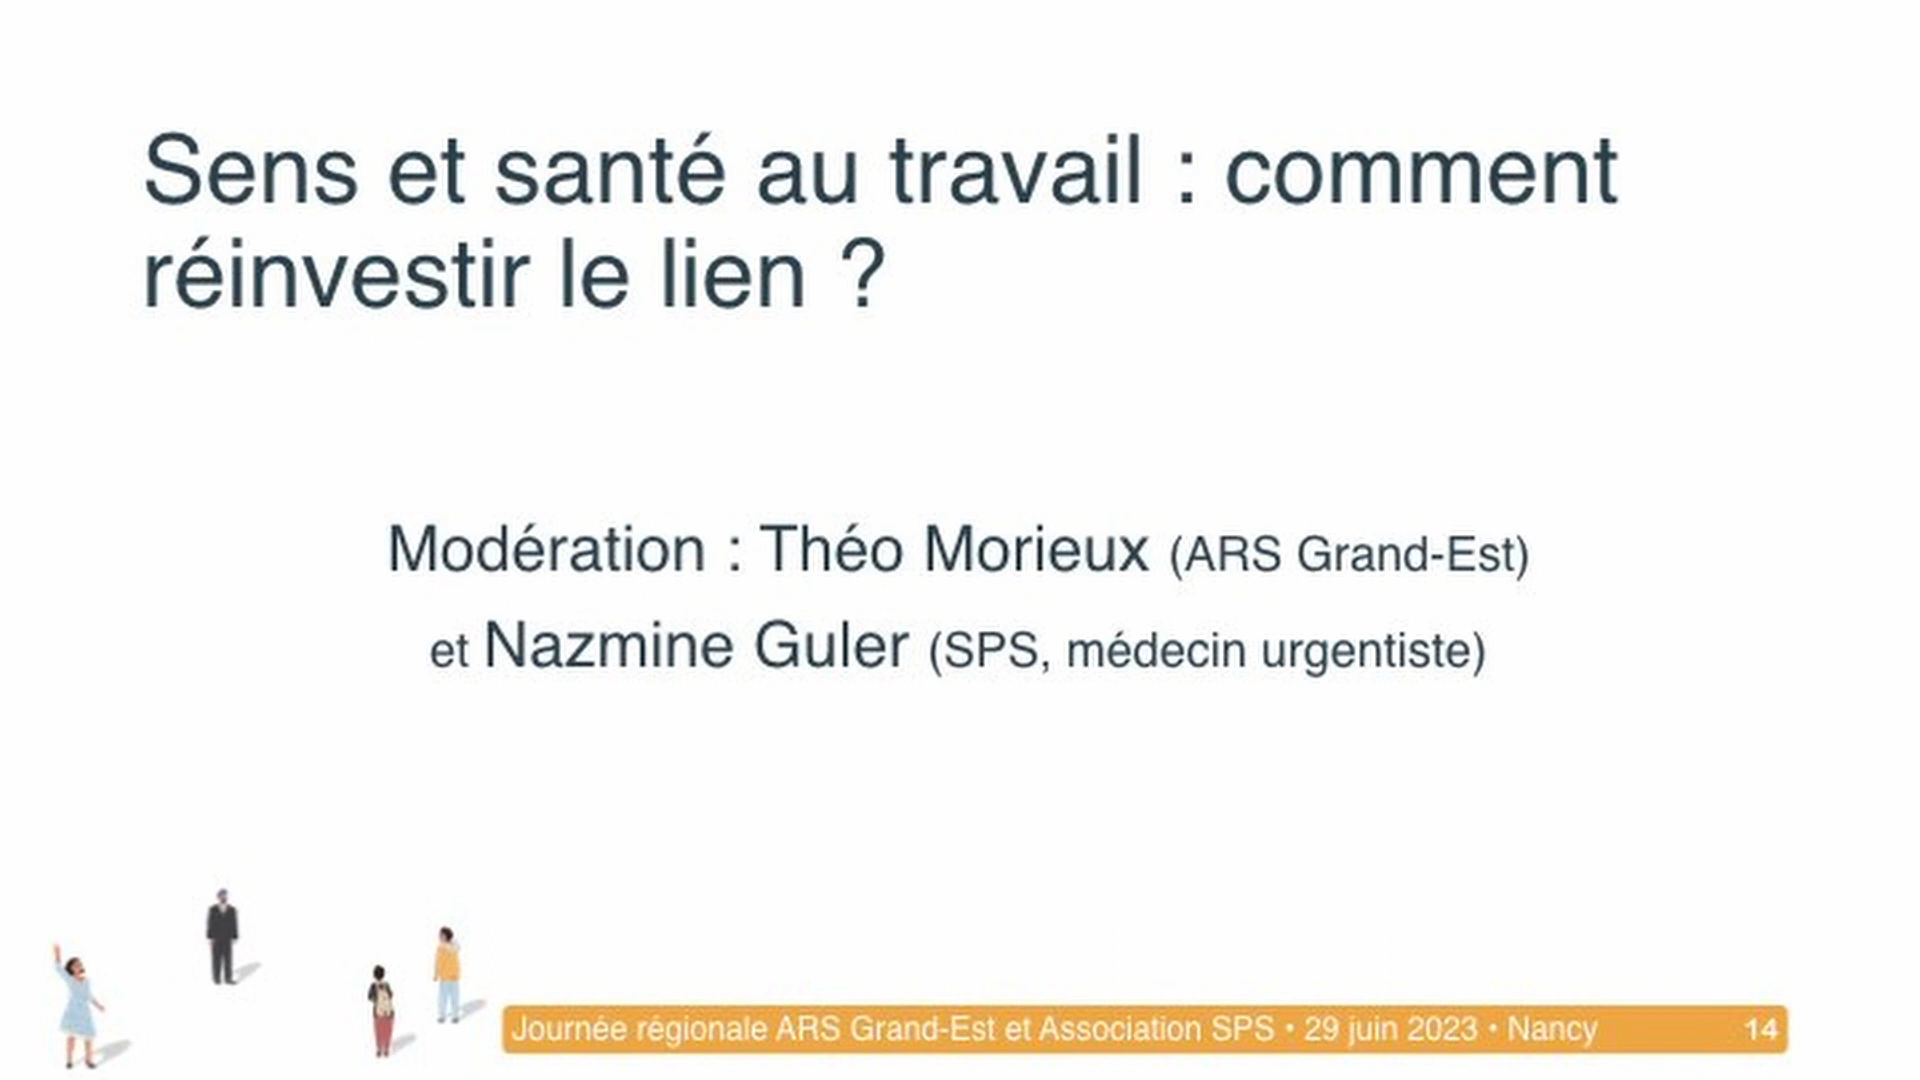 Sens et santé au travail : comment
réinvestir le lien ?
Modération : Théo Morieux (ARS Grand-Est)
et Nazmine Guler (SPS, médecin urgentiste)
Journée régionale ARS Grand-Est et Association SPS • 29 juin 2023 • Nancy 14